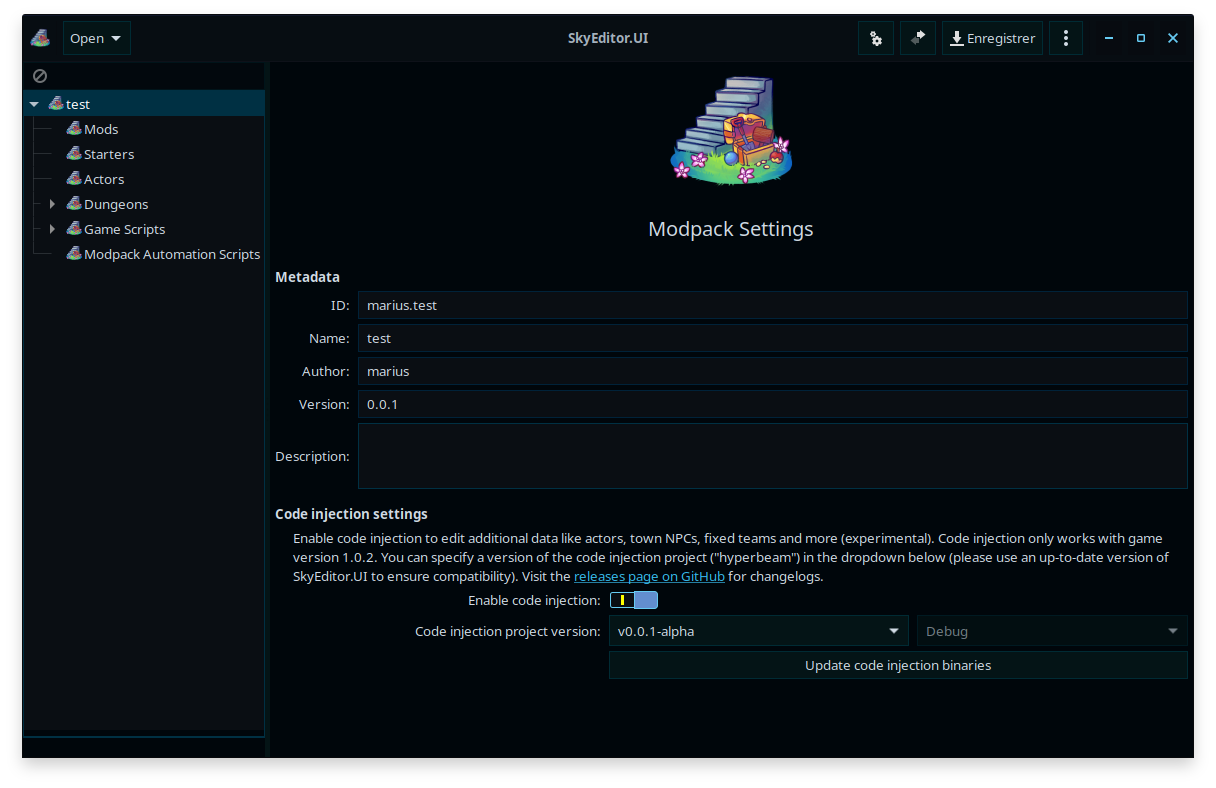 Open
SkyEditor.UI
Enregistrer
test
Mods
Starters
Actors
Dungeons
Game Scripts
Modpack Automation Scripts
Modpack Settings
Metadata
ID: marius.test
Name: test
Author: marius
Version: 0.0.1
Description:
Code injection settings
Enable code injection to edit additional data like actors, town NPCs, fixed teams and more (experimental). Code injection only works with game
version 1.0.2. You can specify a version of the code injection project ("hyperbeam") in the dropdown below (please use an up-to-date version of
SkyEditor.UI to ensure compatibility). Visit the releases page on GitHub for changelogs.
Enable code injection:
Code injection project version: v0.0.1-alpha Debug
Update code injection binaries